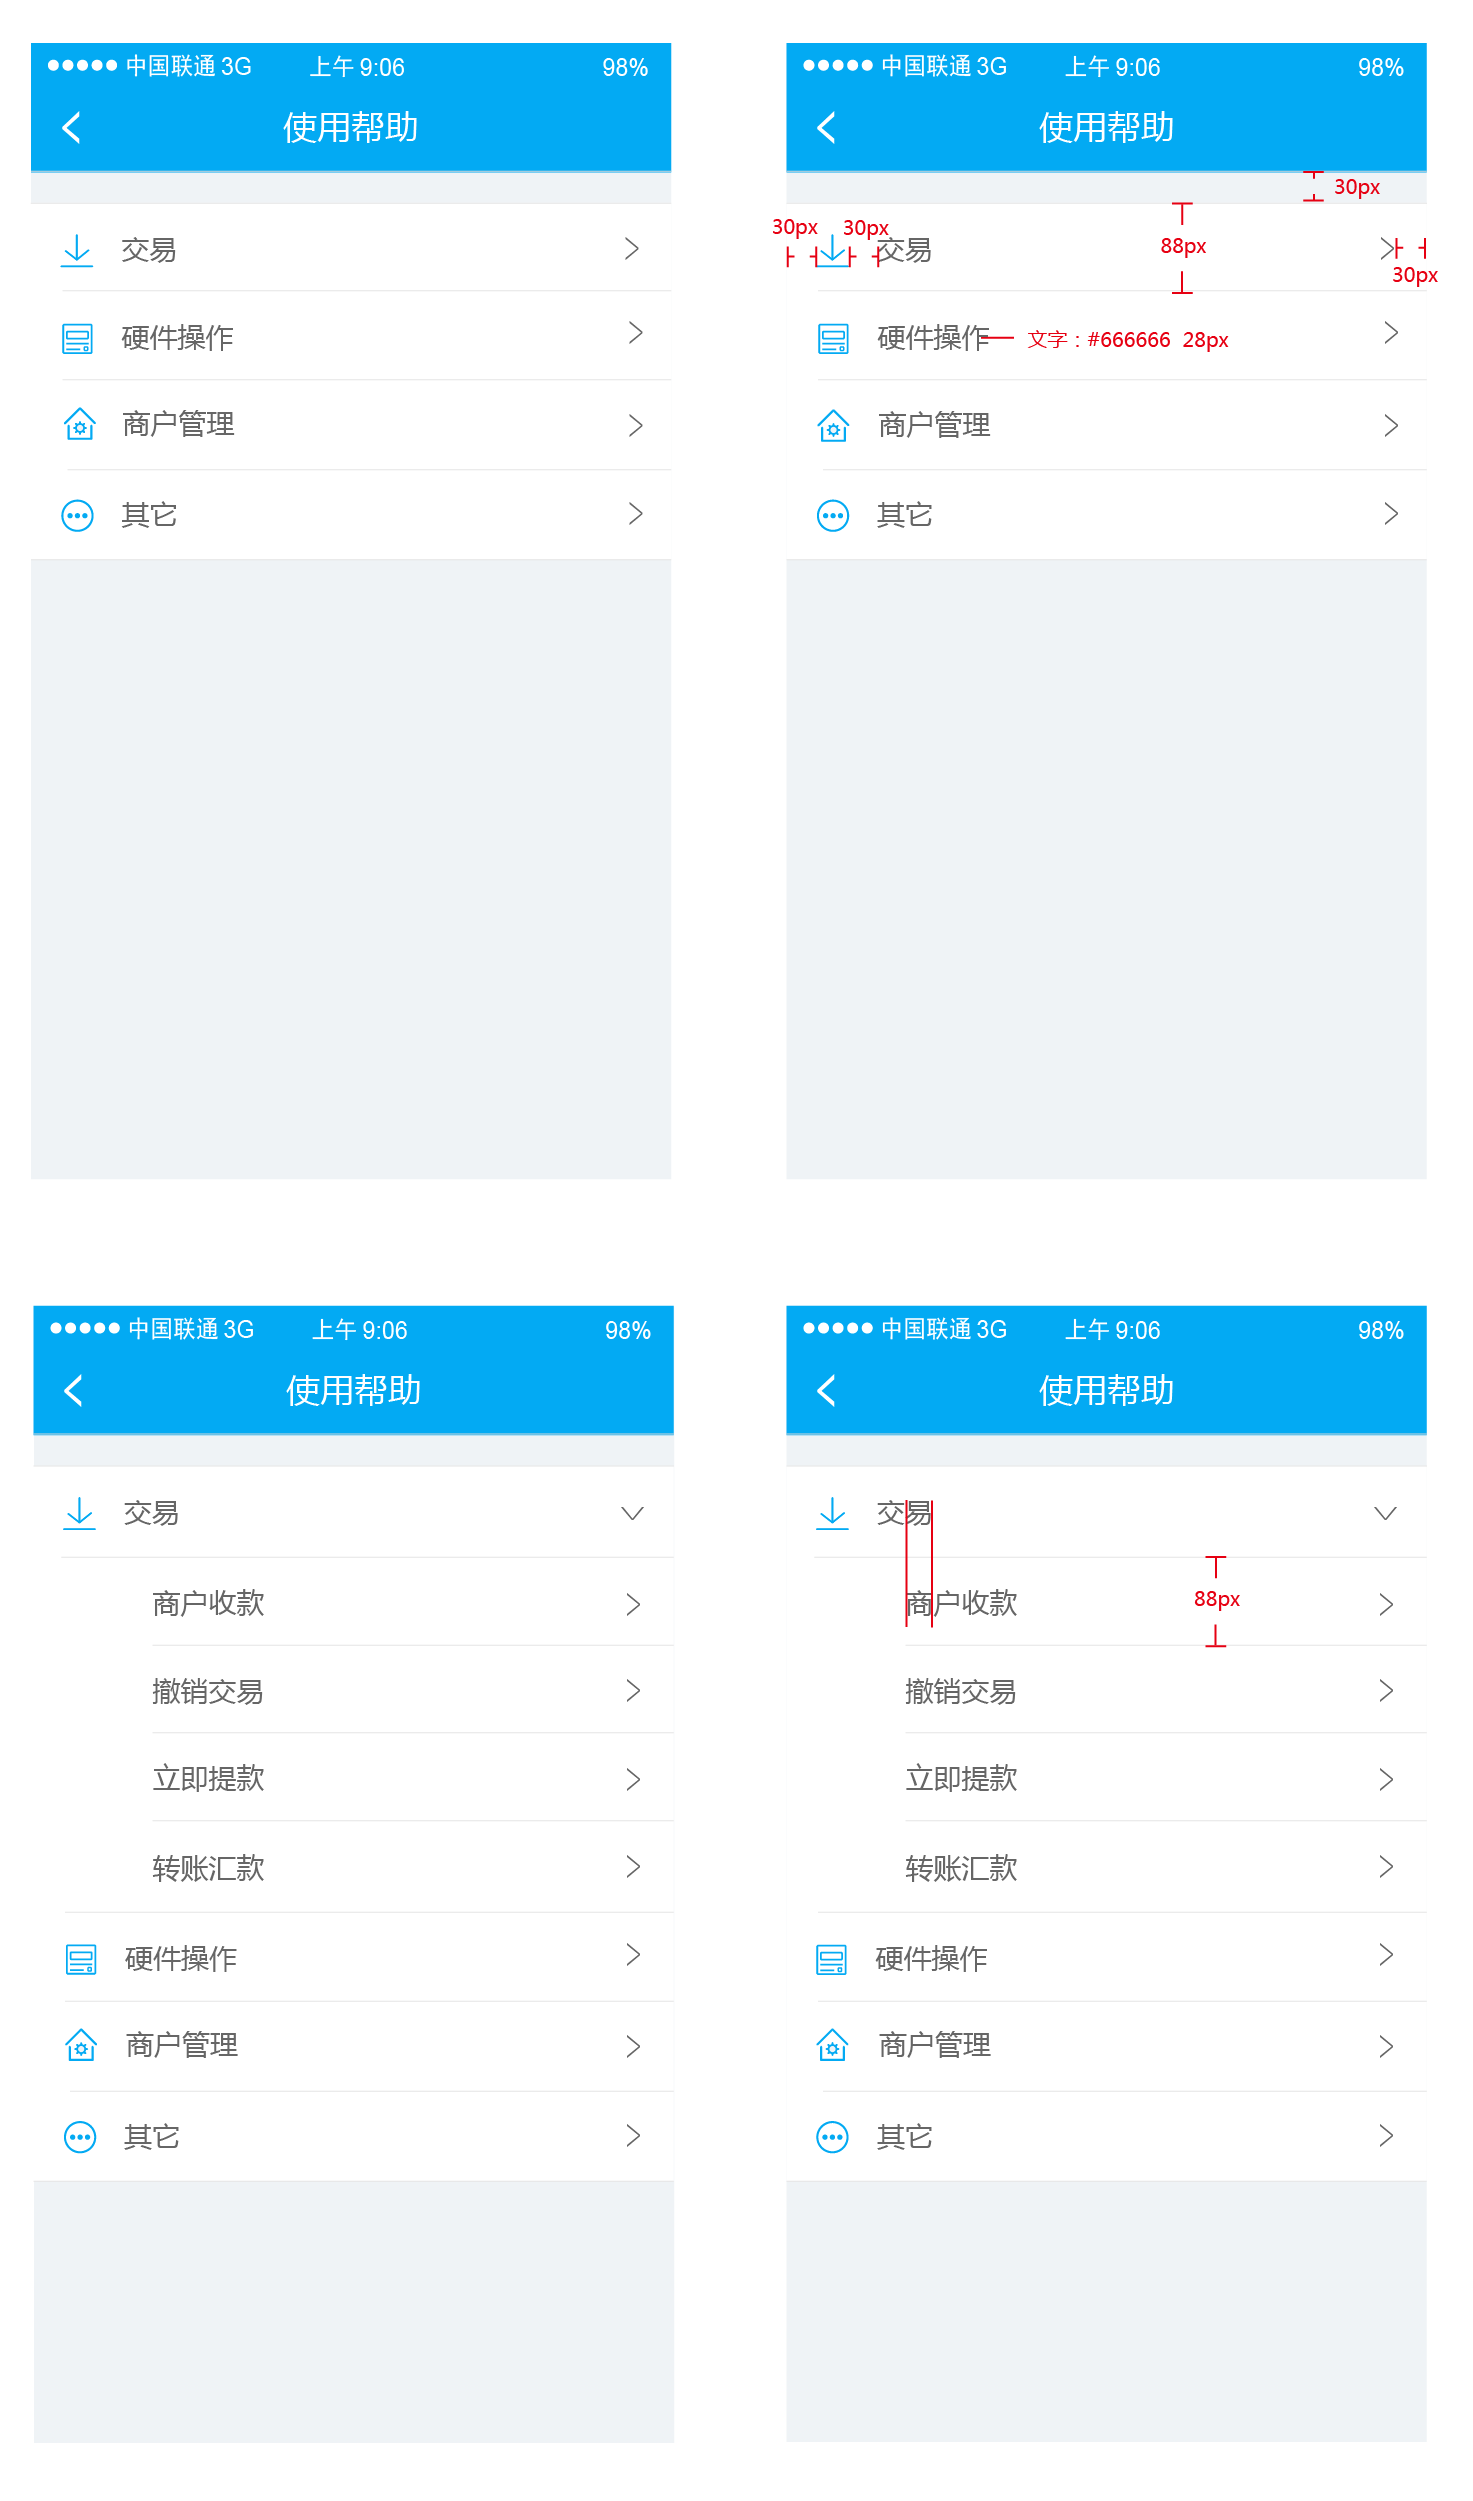 中国联通 3G 上午 9:06 98%
使用帮助
交易
硬件操作
商户管理
其它
中国联通 3G 上午 9:06 98%
使用帮助
30px
30px 30px
交易
88px
30px
硬件操作
文字：#666666 28px
商户管理
其它
中国联通 3G 上午 9:06 98%
使用帮助
交易
商户收款
撤销交易
立即提款
转账汇款
硬件操作
商户管理
其它
中国联通 3G 上午 9:06 98%
使用帮助
交易
商户收款
88px
撤销交易
立即提款
转账汇款
硬件操作
商户管理
其它